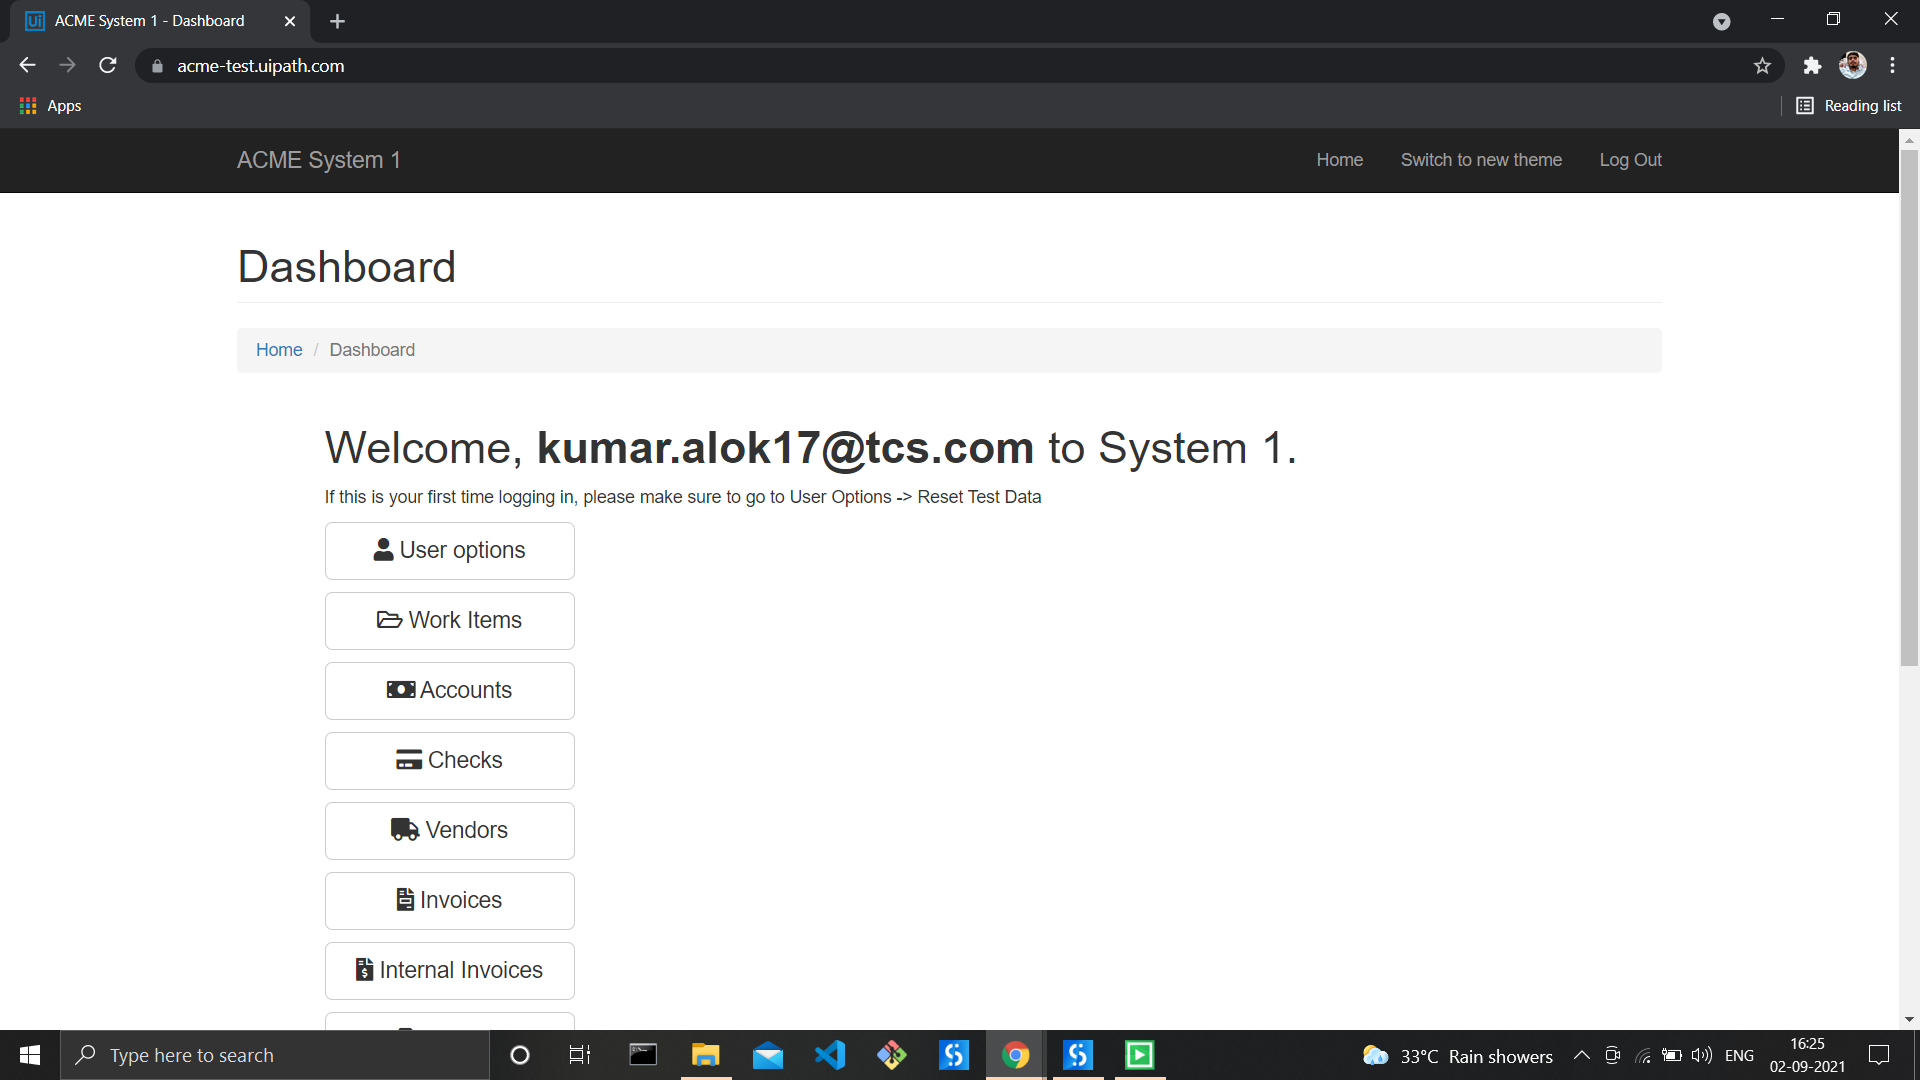 ACME System 1 - Dashboard
acme-test.uipath.com
Apps
Reading list
ACME System 1
Home
Switch to new theme
Log Out
Dashboard
Home / Dashboard
Welcome, kumar.alok17@tcs.com to System 1.
If this is your first time logging in, please make sure to go to User Options -> Reset Test Data
User options
Work Items
Accounts
Checks
Vendors
Invoices
Internal Invoices
Type here to search
33°C Rain showers
ENG
16:25
02-09-2021